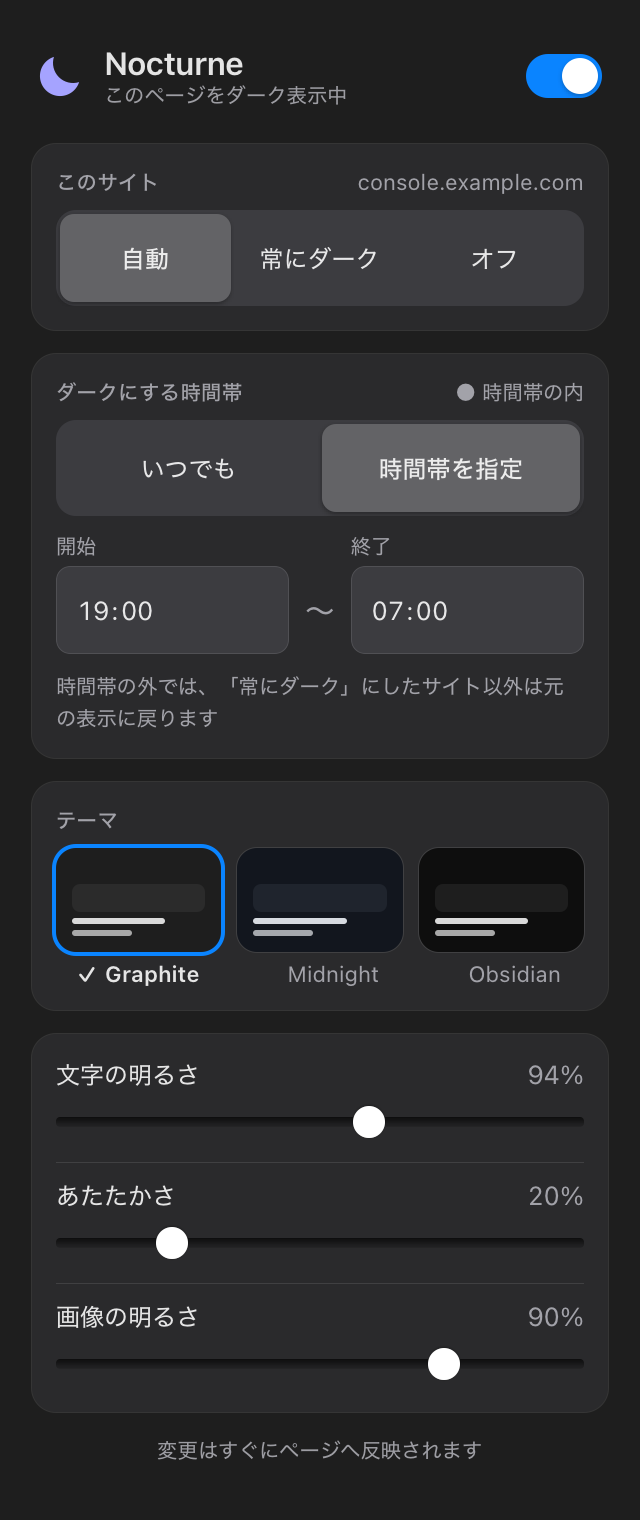 Nocturne
このページをダーク表示中
このサイト console.example.com
自動 常にダーク オフ
ダークにする時間帯 時間帯の内
いつでも 時間帯を指定
開始 終了
19:00 〜 07:00
時間帯の外では、「常にダーク」にしたサイト以外は元
の表示に戻ります
テーマ
✓ Graphite Midnight Obsidian
文字の明るさ 94%
あたたかさ 20%
画像の明るさ 90%
変更はすぐにページへ反映されます